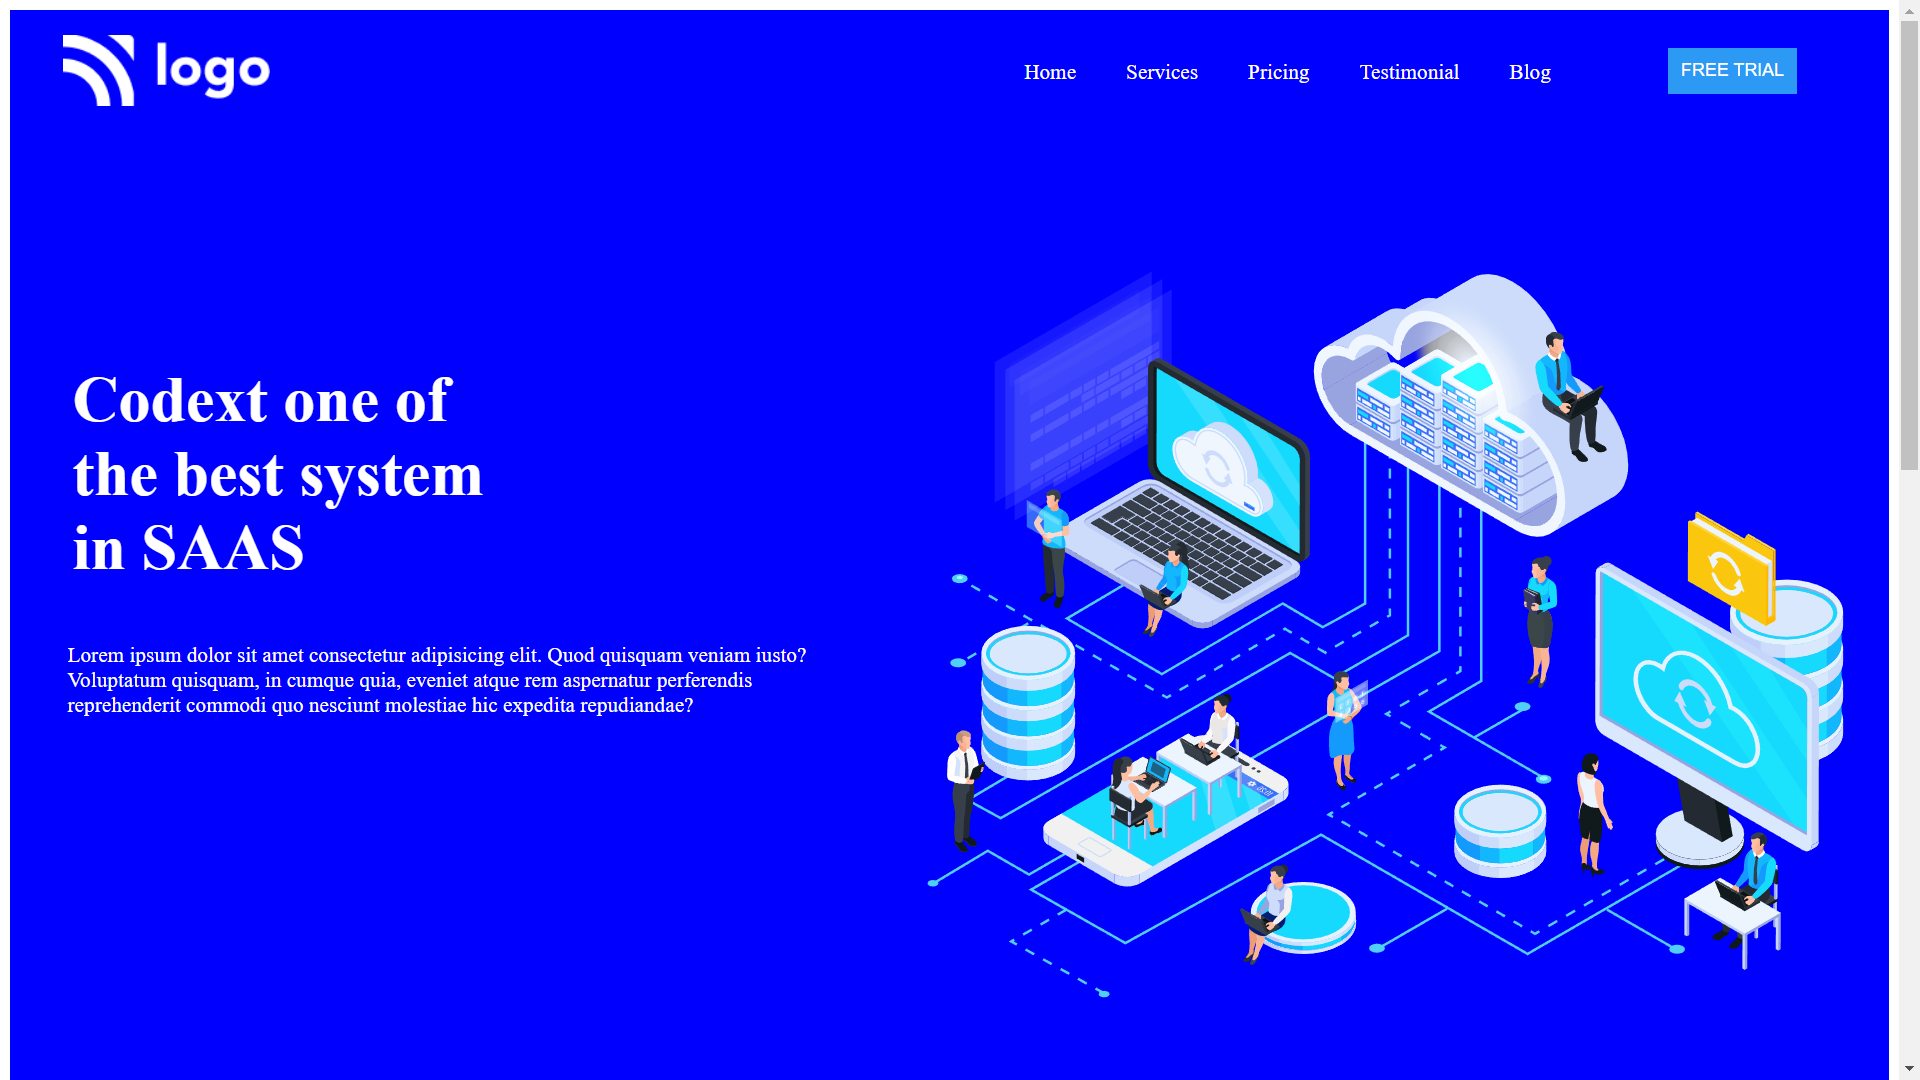 logo
Home
Services
Pricing
Testimonial
Blog
FREE TRIAL
Codext one of
the best system
in SAAS
Lorem ipsum dolor sit amet consectetur adipisicing elit. Quod quisquam veniam iusto?
Voluptatum quisquam, in cumque quia, eveniet atque rem aspernatur perferendis
reprehenderit commodi quo nesciunt molestiae hic expedita repudiandae?